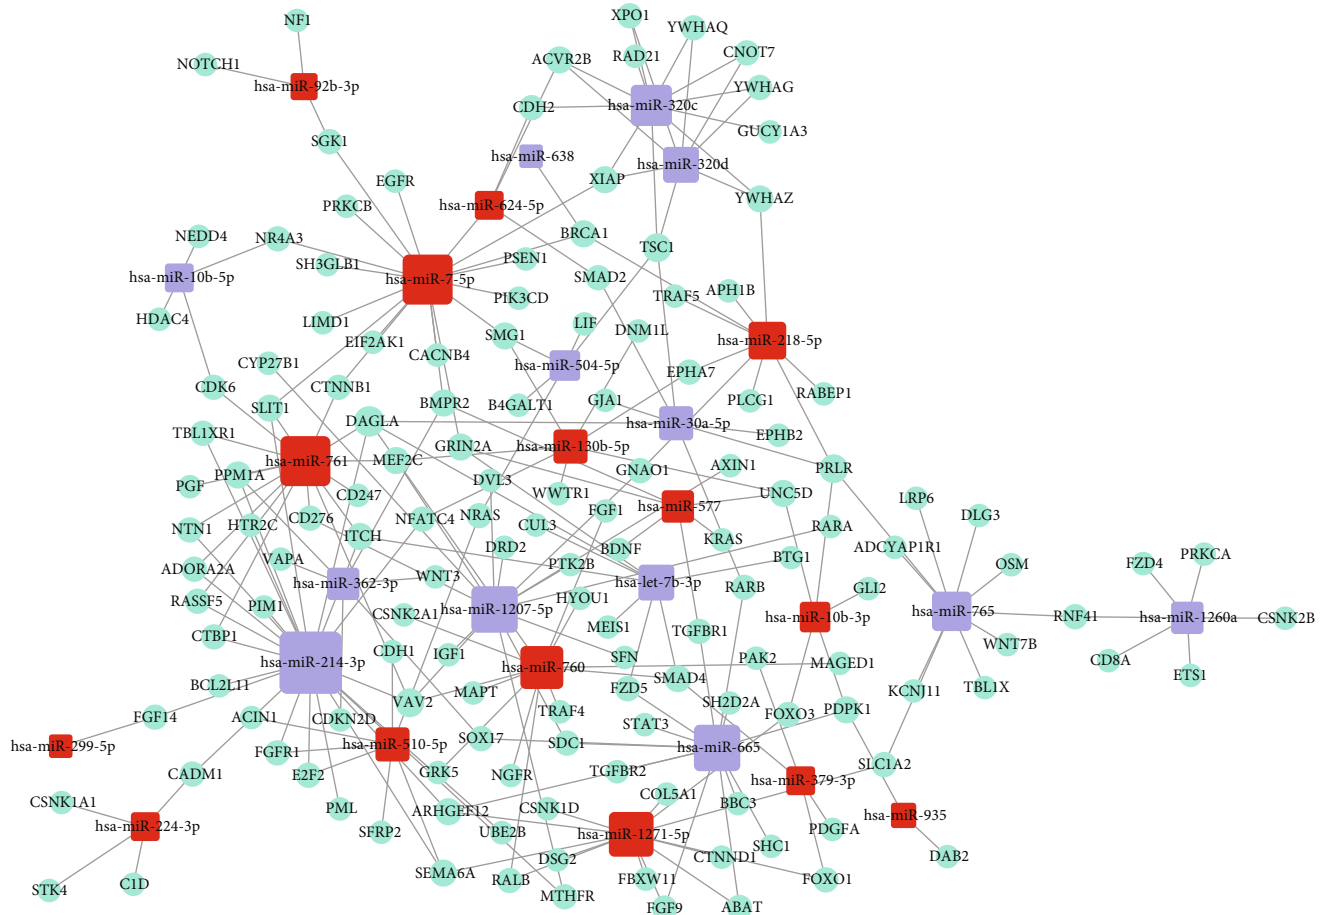 XPO1
NF1
YWHAQ
NOTCH1
ACVR2B
RAD21
CNOT7
hsa-miR-92b-3p
YWHAG
CDH2
hsa-miR-320c
GUCY1A3
SGK1
hsa-miR-638
hsa-miR-320d
EGFR
XIAP
PRKCB
hsa-miR-624-5p
YWHAZ
NEDD4
NR4A3
BRCA1
TSC1
SH3GLB1
PSEN1
hsa-miR-10b-5p
hsa-miR-7-5p
SMAD2
PIK3CD
TRAF5
APH1B
HDAC4
LIMD1
LIF
DNM1L
SMG1
EIF2AK1
hsa-miR-218-5p
CACNB4
CYP27B1
hsa-miR-504-5p
EPHA7
CDK6
CTNNB1
SLIT1
BMPR2
B4GALT1
GJA1
PLCG1
RABEP1
DAGLA
hsa-miR-30a-5p
TBL1XR1
EPHB2
GRIN2A
hsa-miR-130b-5p
hsa-miR-761
MEF2C
PRLR
AXIN1
PPM1A
GNAO1
PGF
DVL3
WWTR1
UNC5D
CD247
LRP6
hsa-miR-577
NTN1
HTR2C
CD276
NFATC4
NRAS
FGF1
DLG3
CUL3
RARA
ITCH
KRAS
DRD2
BDNF
ADCYAP1R1
VAPA
BTG1
FZD4
PRKCA
ADORA2A
PTK2B
OSM
hsa-miR-362-3p
WNT3
hsa-let-7b-3p
RARB
GLI2
RASSF5
PIM1
CSNK2A1
hsa-miR-1207-5p
HYOU1
hsa-miR-10b-3p
hsa-miR-765
RNF41
hsa-miR-1260a
CSNK2B
MEIS1
TGFBR1
CTBP1
WNT7B
CDH1
IGF1
SFN
PAK2
MAGED1
CD8A
hsa-miR-214-3p
hsa-miR-760
ETS1
BCL2L11
MAPT
FZD5
SMAD4
KCNJ11
TBL1X
VAV2
SH2D2A
FGF14
ACIN1
CDKN2D
TRAF4
FOXO3
PDPK1
STAT3
hsa-miR-299-5p
hsa-miR-510-5p
SOX17
SDC1
hsa-miR-665
FGFR1
SLC1A2
CADM1
E2F2
GRK5
NGFR
TGFBR2
hsa-miR-379-3p
CSNK1A1
COL5A1
PML
ARHGEF12
CSNK1D
BBC3
hsa-miR-935
hsa-miR-224-3p
SFRP2
UBE2B
hsa-miR-1271-5p
PDGFA
SHC1
DSG2
CTNND1
DAB2
STK4
C1D
SEMA6A
RALB
FBXW11
FOXO1
MTHFR
FGF9
ABAT